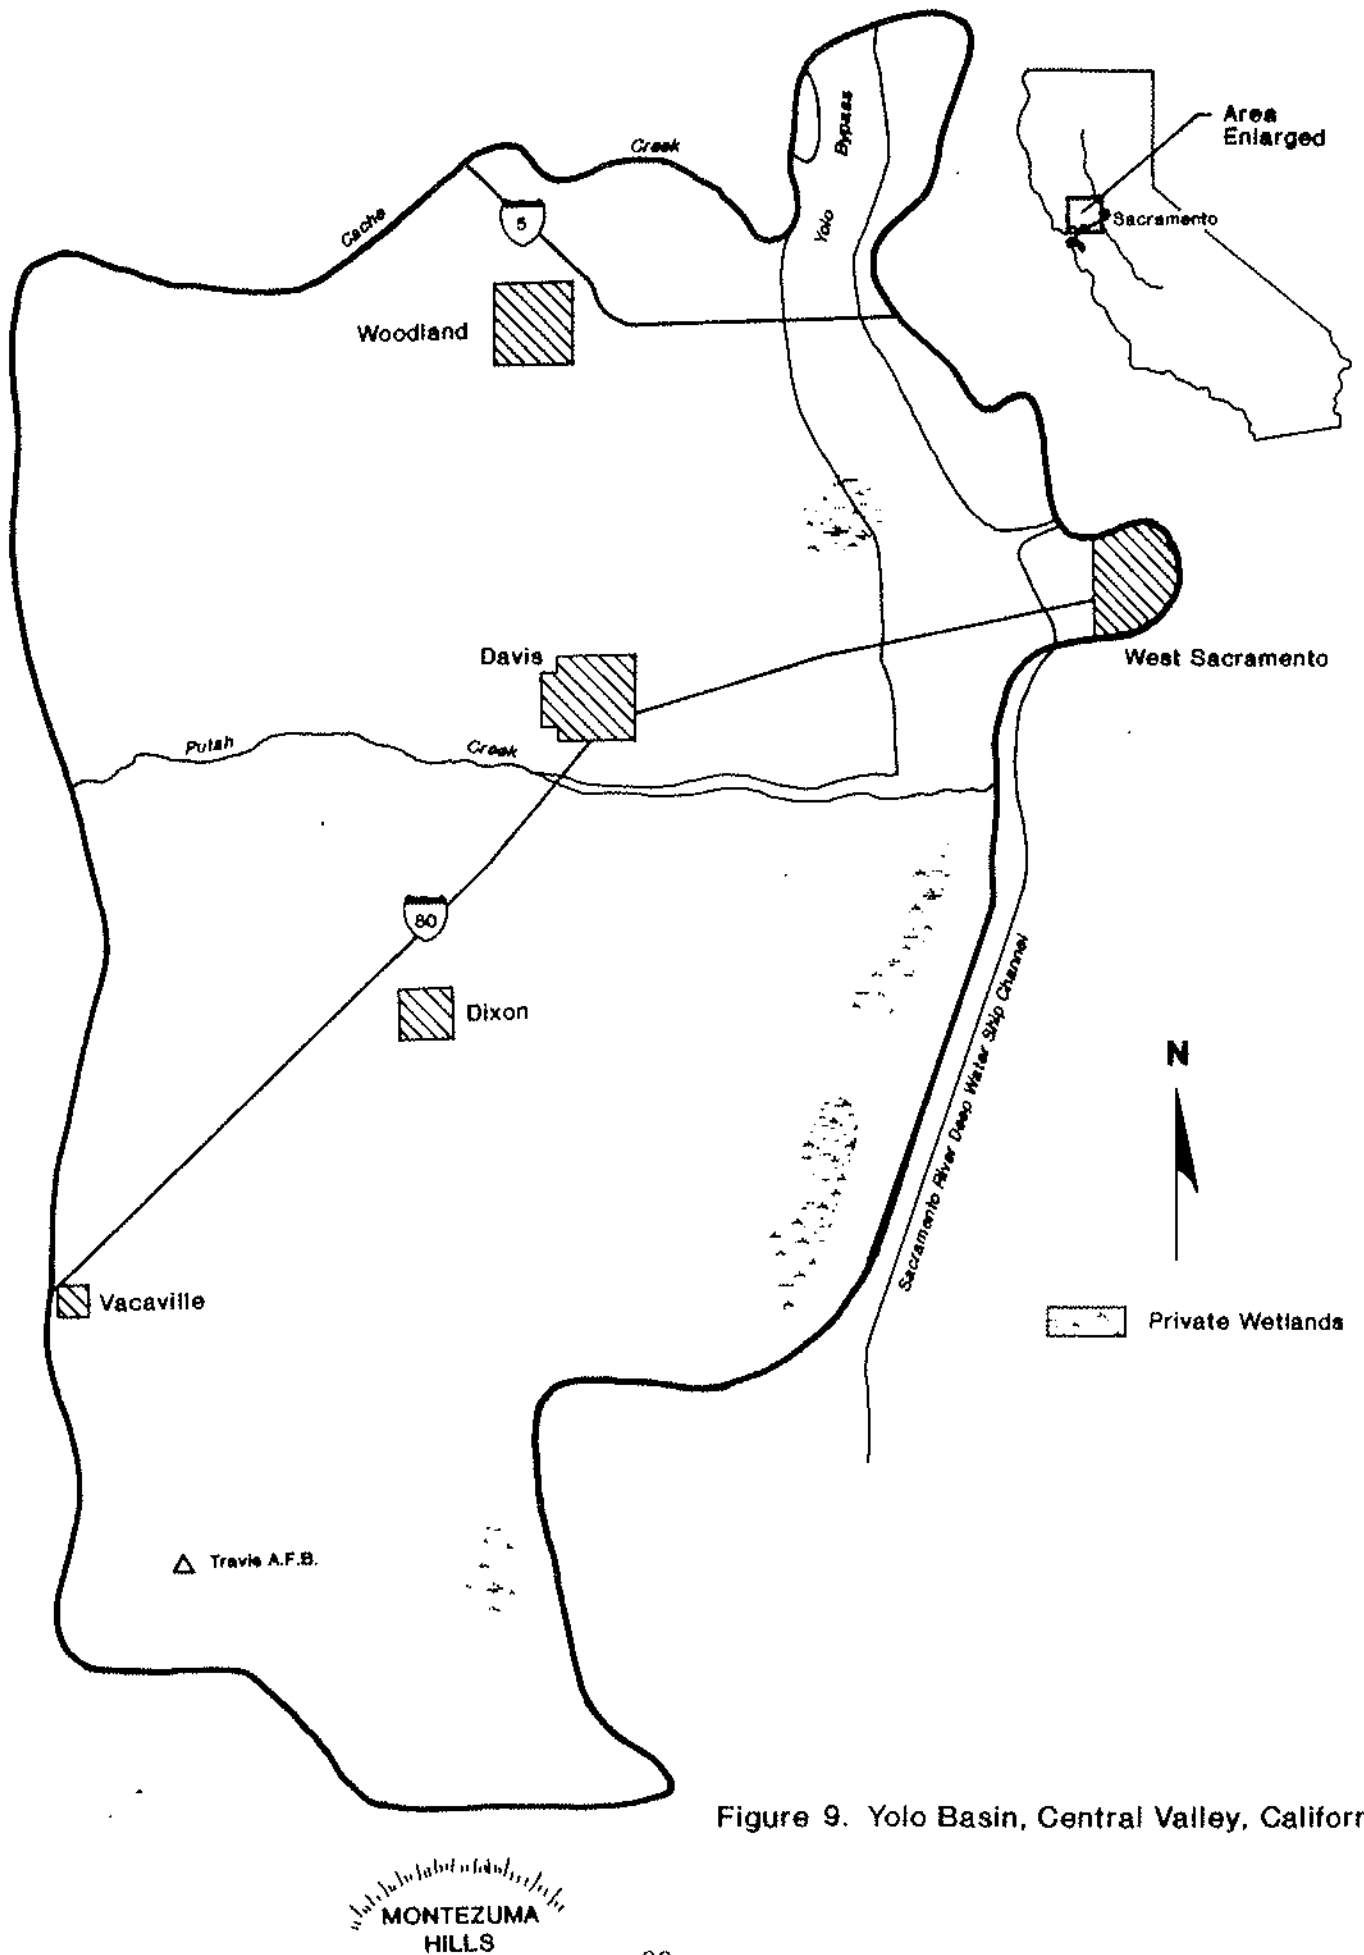 Creek
Bypass
Area
Enlarged
Cache
5
Yolo
Sacramento
Woodland
Davis
West Sacramento
Putah
Creek
80
Dixon
Sacramento River Deep Water Ship Channel
N
Vacaville
Private Wetlands
Travis A.F.B.
Figure 9. Yolo Basin, Central Valley, Califor
MONTEZUMA
HILLS